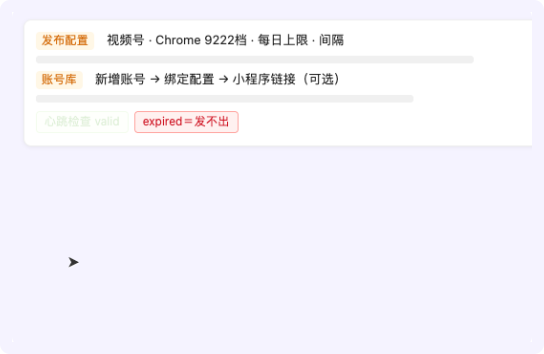 发布配置 视频号 · Chrome 9222档 · 每日上限 · 间隔
账号库 新增账号 → 绑定配置 → 小程序链接（可选）
心跳检查 valid expired＝发不出